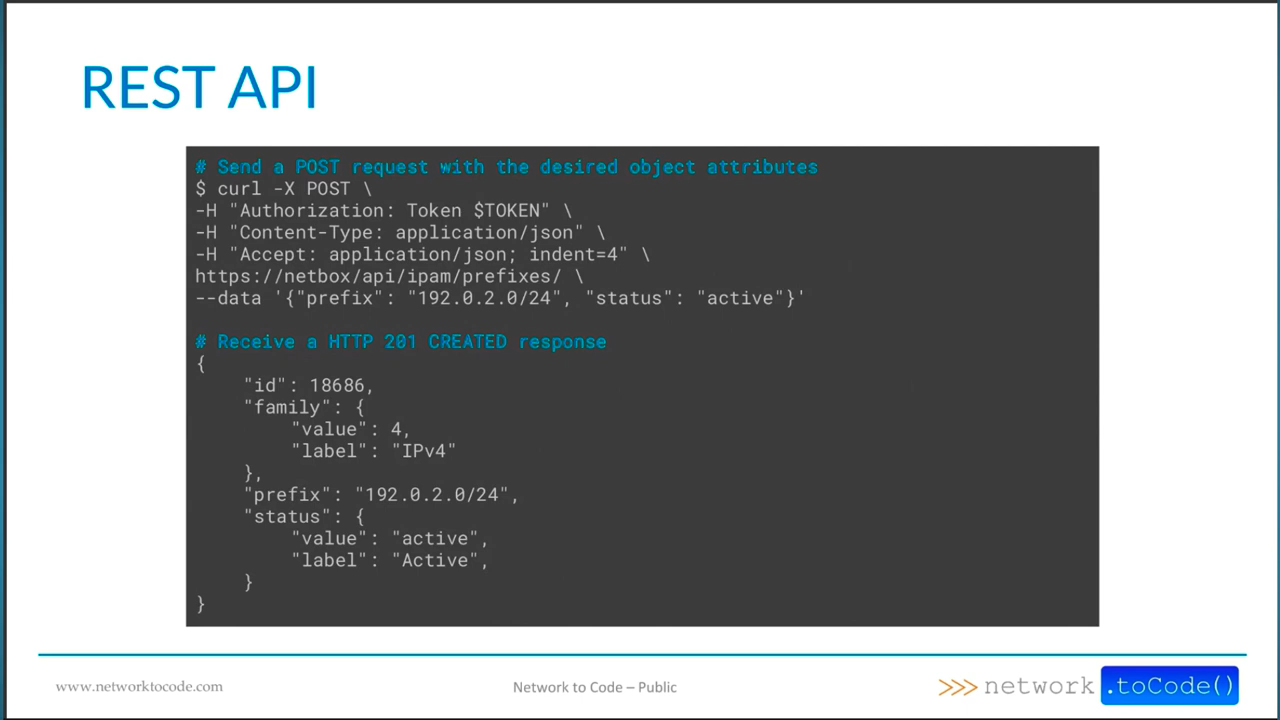 REST API
# Send a POST request with the desired object attributes
$ curl -X POST \
-H "Authorization: Token $TOKEN" \
-H "Content-Type: application/json" \
-H "Accept: application/json; indent=4" \
https://netbox/api/ipam/prefixes/ \
--data '{"prefix": "192.0.2.0/24", "status": "active"}'

# Receive a HTTP 201 CREATED response
{
    "id": 18686,
    "family": {
        "value": 4,
        "label": "IPv4"
    },
    "prefix": "192.0.2.0/24",
    "status": {
        "value": "active",
        "label": "Active",
    }
}
www.networktocode.com
Network to Code – Public
>>> network .toCode()